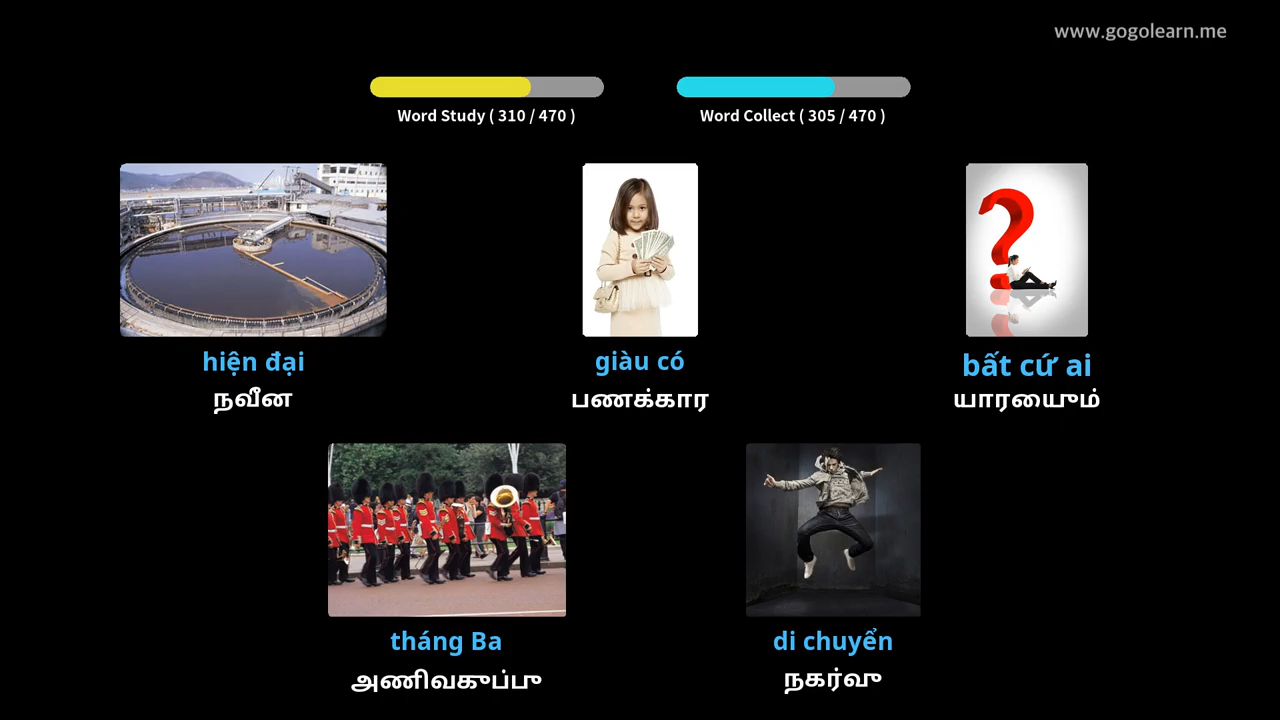 www.gogolearn.me
Word Study ( 310 / 470 )
Word Collect ( 305 / 470 )
hiện đại
நவீன
giàu có
பணக்கார
bất cứ ai
யாரையும்
tháng Ba
அணிவகுப்பு
di chuyển
நகர்வு